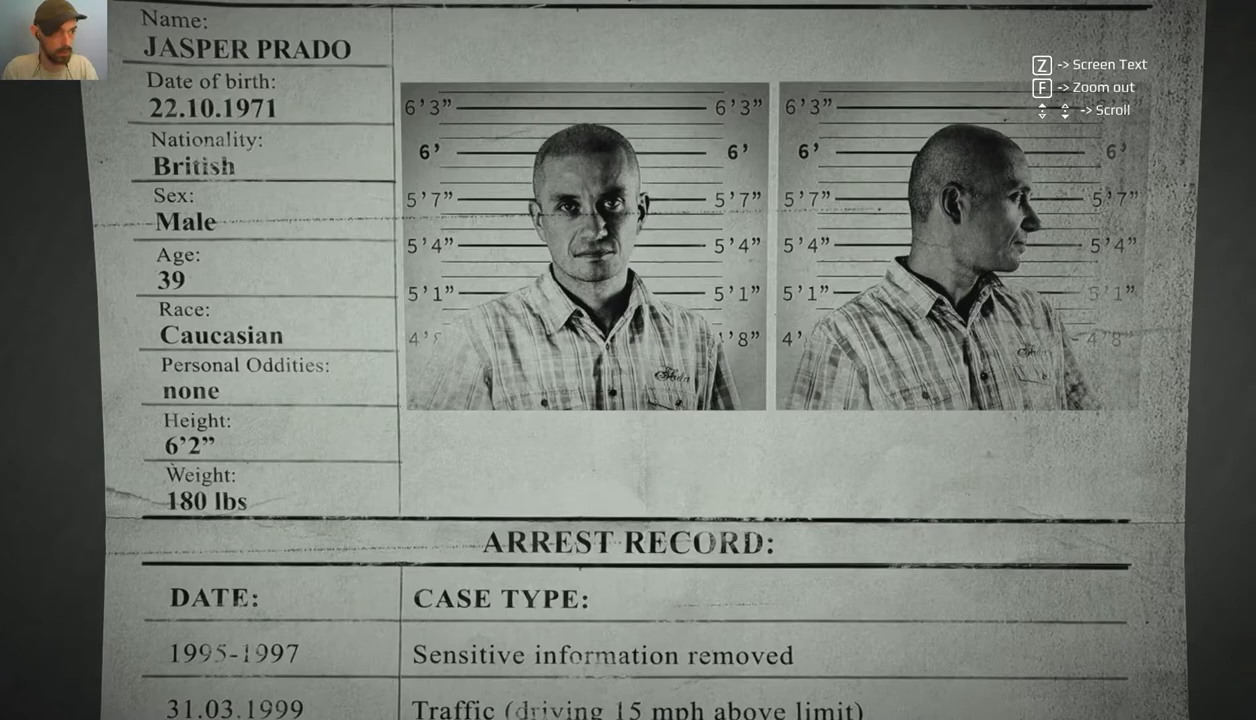 Name:
JASPER PRADO
Date of birth:
22.10.1971
Nationality:
British
Sex:
Male
Age:
39
Race:
Caucasian
Personal Oddities:
none
Height:
6’2”
Weight:
180 lbs
6’3” 6’3” 6’3”
6’ 6’ 6’ 6’
5’7” 5’7” 5’7” 5’7”
5’4” 5’4” 5’4” 5’4”
5’1” 5’1” 5’1” 5’1”
4’8”
Z -> Screen Text
F -> Zoom out
-> Scroll
ARREST RECORD:
DATE: CASE TYPE:
1995-1997 Sensitive information removed
31.03.1999 Traffic (driving 15 mph above limit)